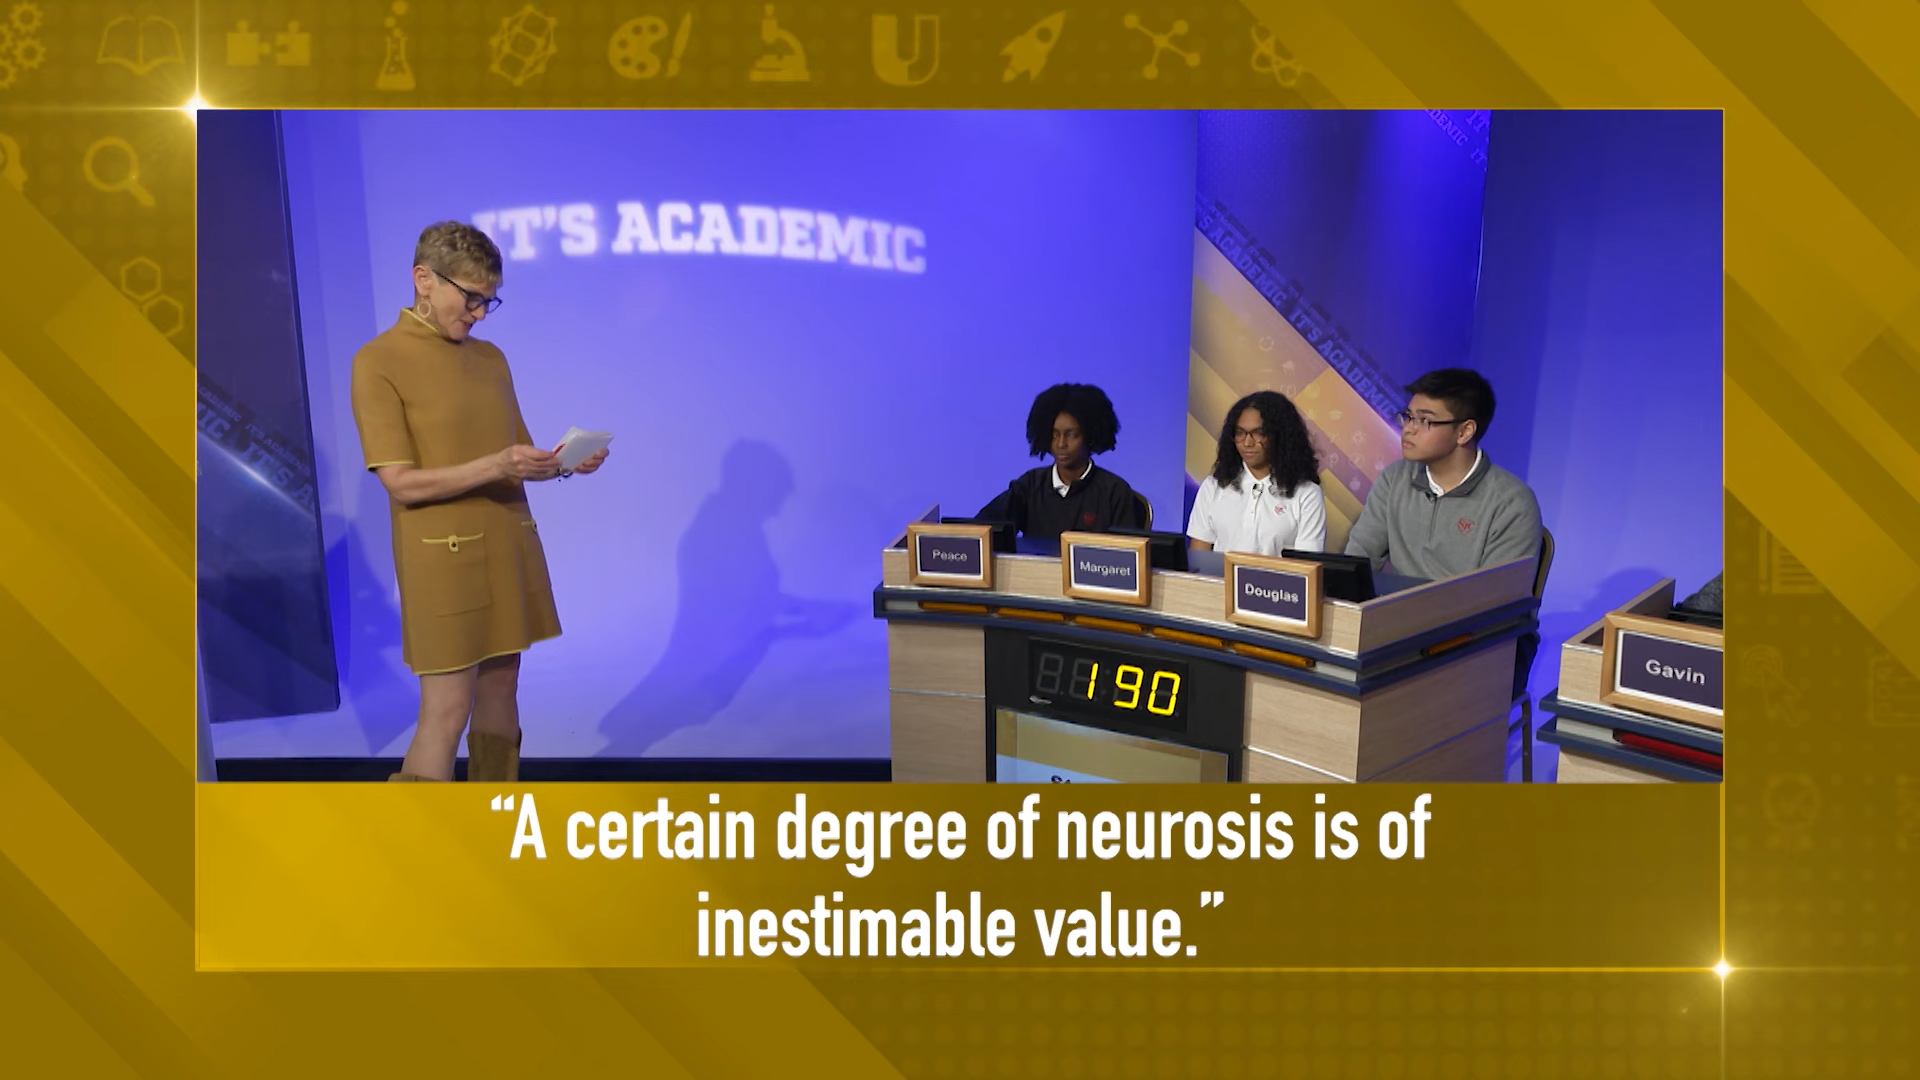 IT'S ACADEMIC
IT'S ACADEMIC
IT'S ACADEMIC
Peace
Margaret
Douglas
Gavin
190
“A certain degree of neurosis is of
inestimable value.”